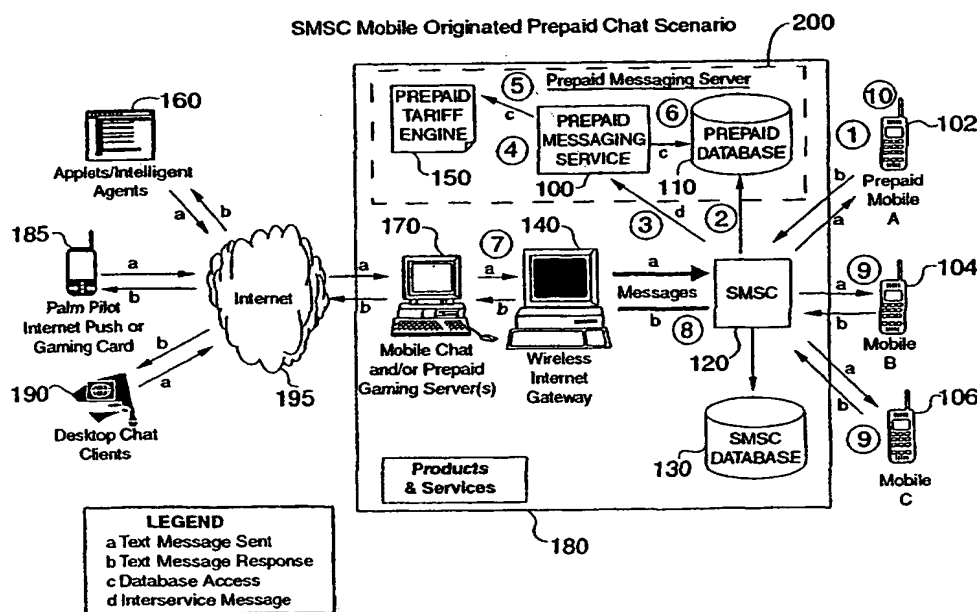 SMSC Mobile Originated Prepaid Chat Scenario
200
160
Applets/Intelligent
Agents
a
b
185
a
b
Palm Pilot
Internet Push or
Gaming Card
190
b
a
Desktop Chat
Clients
Internet
195
a
b
Prepaid Messaging Server
5
PREPAID
TARIFF
ENGINE
150
c
4
PREPAID
MESSAGING
SERVICE
100
6
c
PREPAID
DATABASE
110
3
d
2
170
7
a
b
Mobile Chat
and/or Prepaid
Gaming Server(s)
140
Wireless
Internet
Gateway
a
Messages
b
8
SMSC
120
SMSC
DATABASE
130
Products
& Services
180
10
1
102
b
a
Prepaid
Mobile
A
9
104
a
b
Mobile
B
a
b
9
106
Mobile
C
LEGEND
a Text Message Sent
b Text Message Response
c Database Access
d Interservice Message